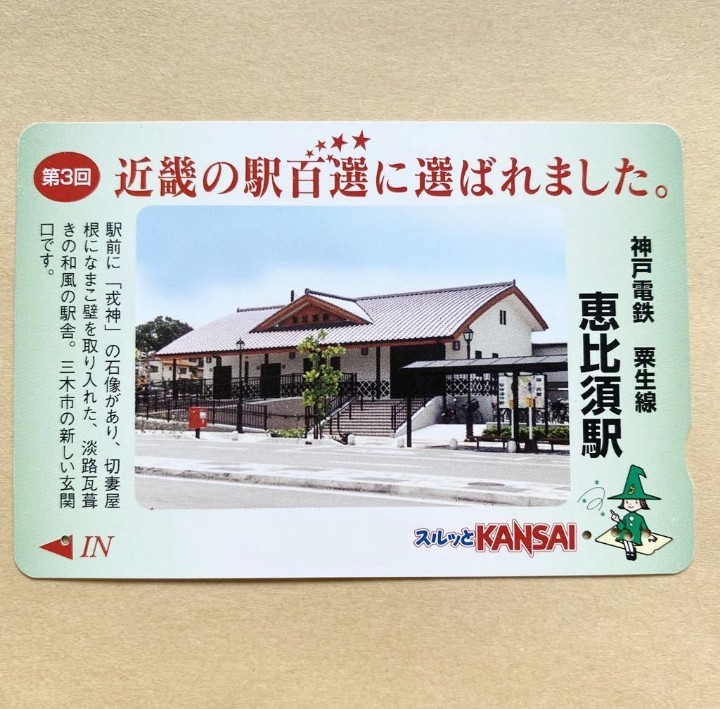 第3回
近畿の駅百選に選ばれました。
神戸電鉄 粟生線
恵比須駅
駅前に「戎神」の石像があり、切妻屋
根になまこ壁を取り入れた、淡路瓦葺
きの和風の駅舎。三木市の新しい玄関
口です。
IN
スルッとKANSAI